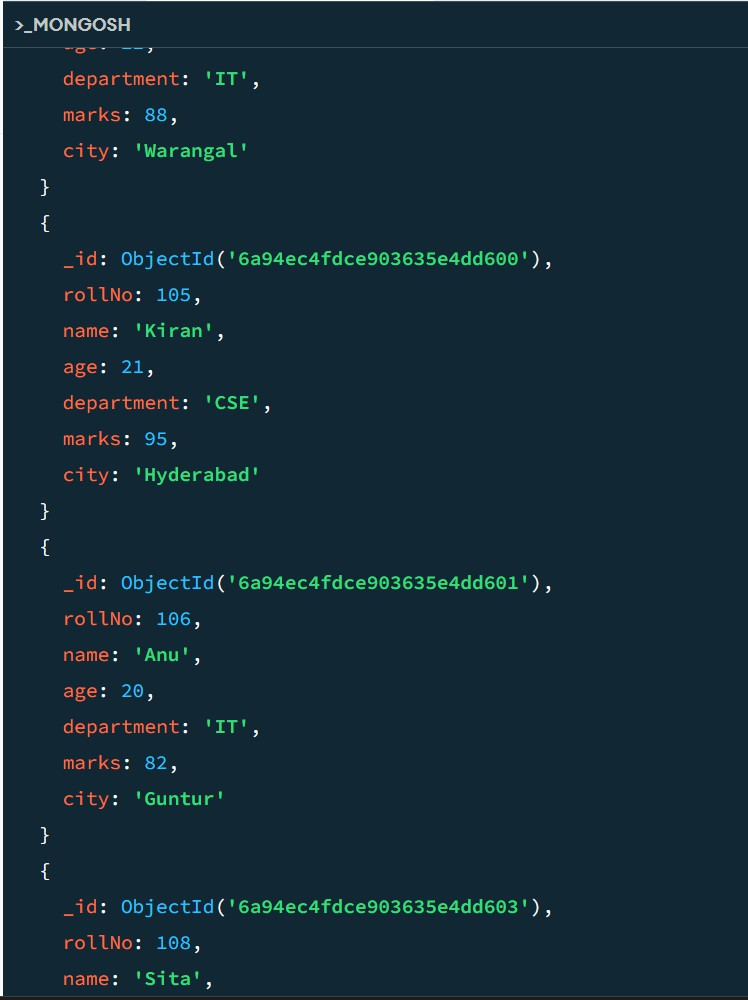 >_MONGOSH
department: 'IT',
marks: 88,
city: 'Warangal'
}
{
_id: ObjectId('6a94ec4fdce903635e4dd600'),
rollNo: 105,
name: 'Kiran',
age: 21,
department: 'CSE',
marks: 95,
city: 'Hyderabad'
}
{
_id: ObjectId('6a94ec4fdce903635e4dd601'),
rollNo: 106,
name: 'Anu',
age: 20,
department: 'IT',
marks: 82,
city: 'Guntur'
}
{
_id: ObjectId('6a94ec4fdce903635e4dd603'),
rollNo: 108,
name: 'Sita',